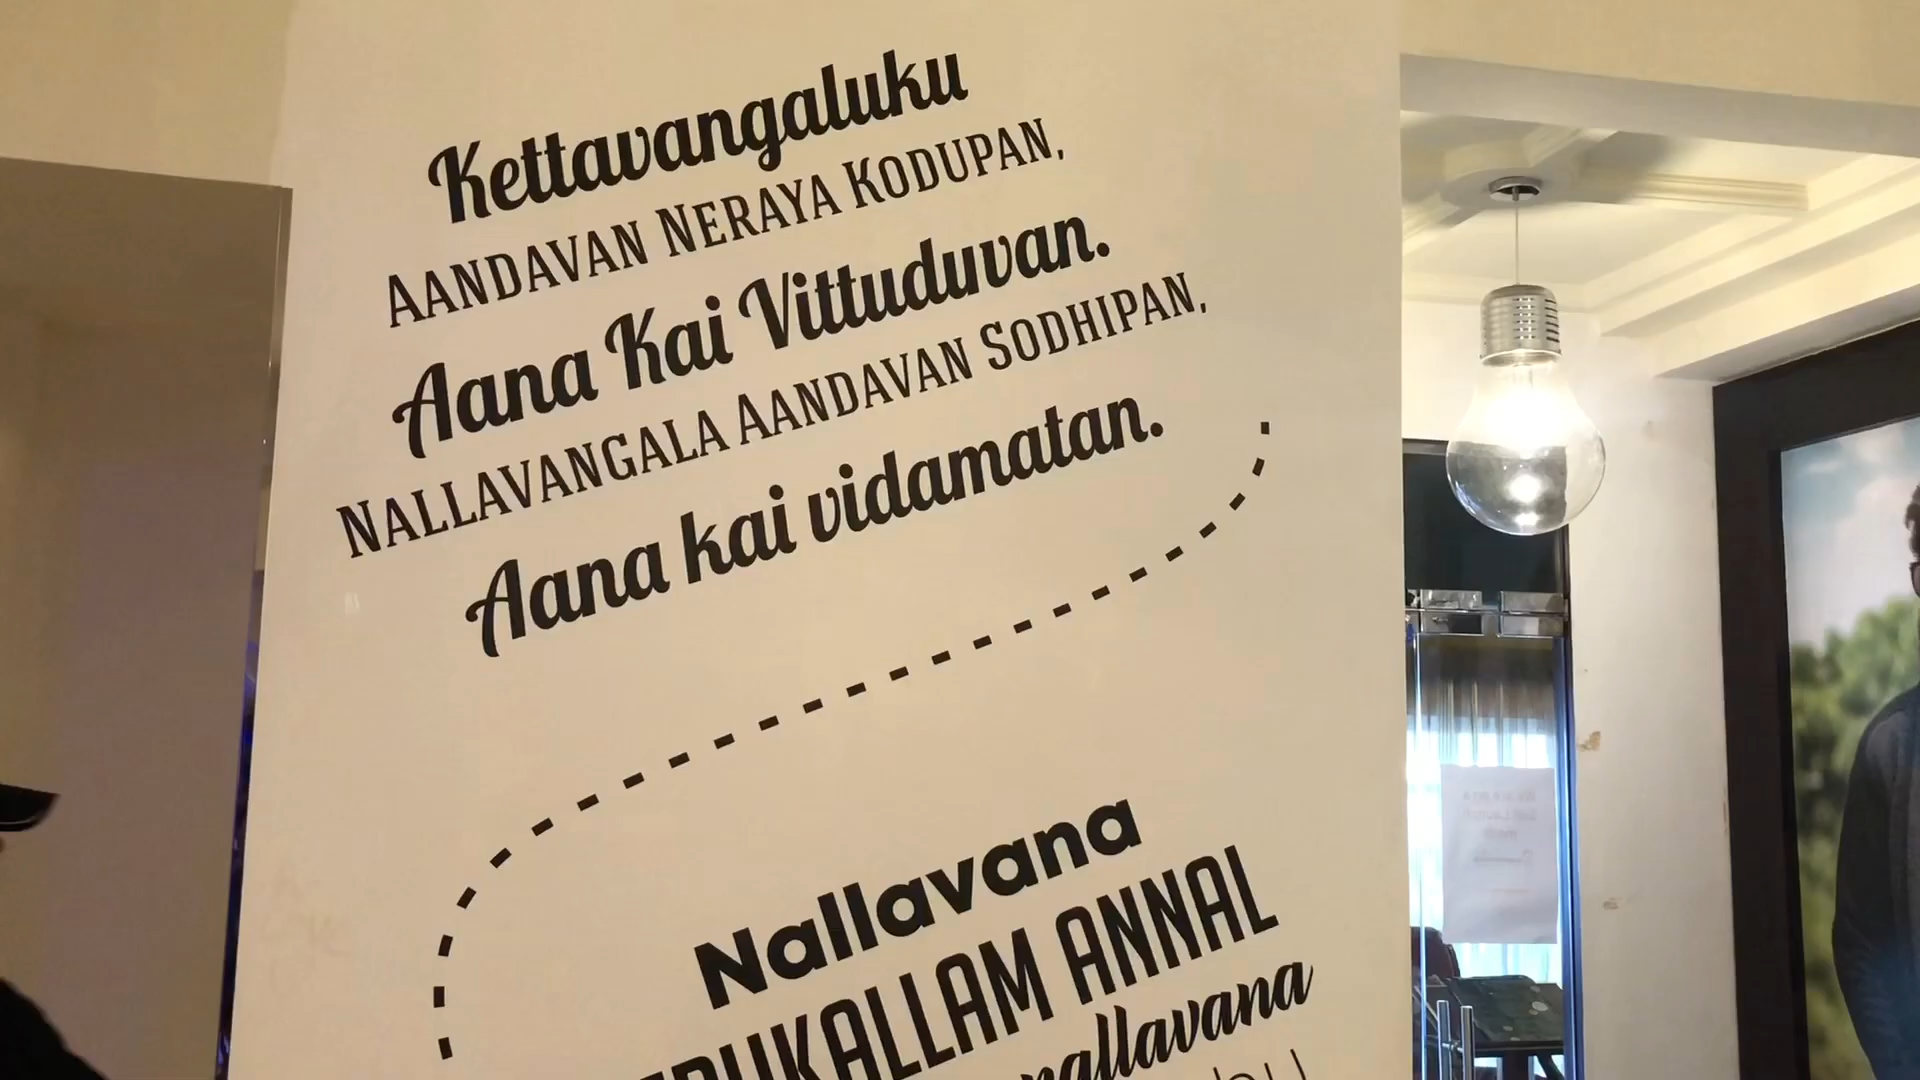 Kettavangaluku
AANDAVAN NERAYA KODUPAN,
Aana Kai Vittuduvan.
NALLAVANGALA AANDAVAN SODHIPAN,
Aana kai vidamatan.
Nallavana
ANNAL
nallavana